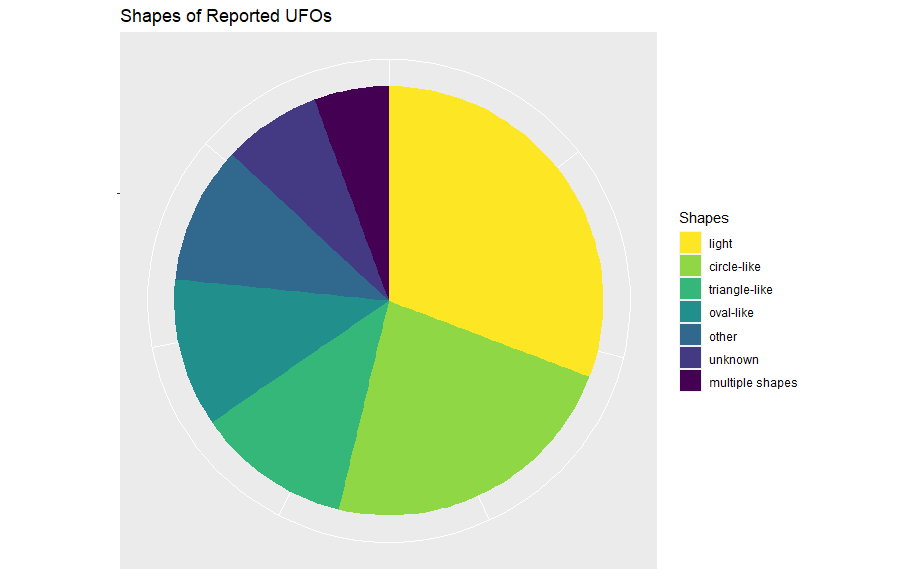 Shapes of Reported UFOs
Shapes
light
circle-like
triangle-like
oval-like
other
unknown
multiple shapes